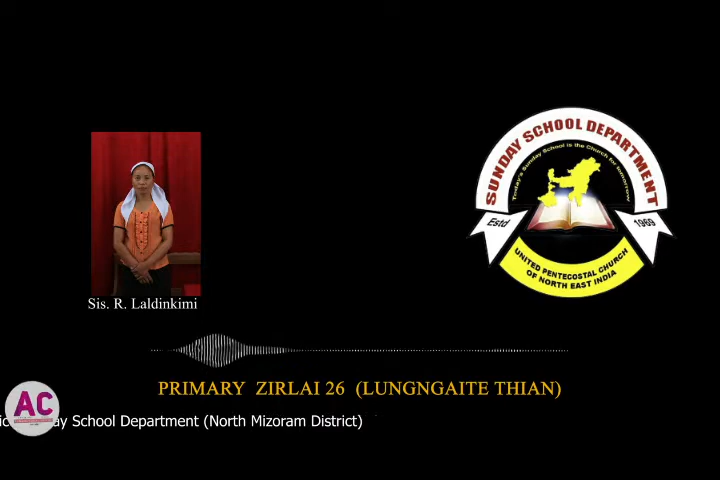 SUNDAY SCHOOL DEPARTMENT
Today's Sunday School is the Church for tomorrow
Estd
1969
UNITED PENTECOSTAL CHURCH
OF NORTH EAST INDIA
Sis. R. Laldinkimi
PRIMARY ZIRLAI 26 (LUNGNGAITE THIAN)
AC
School Department (North Mizoram District)